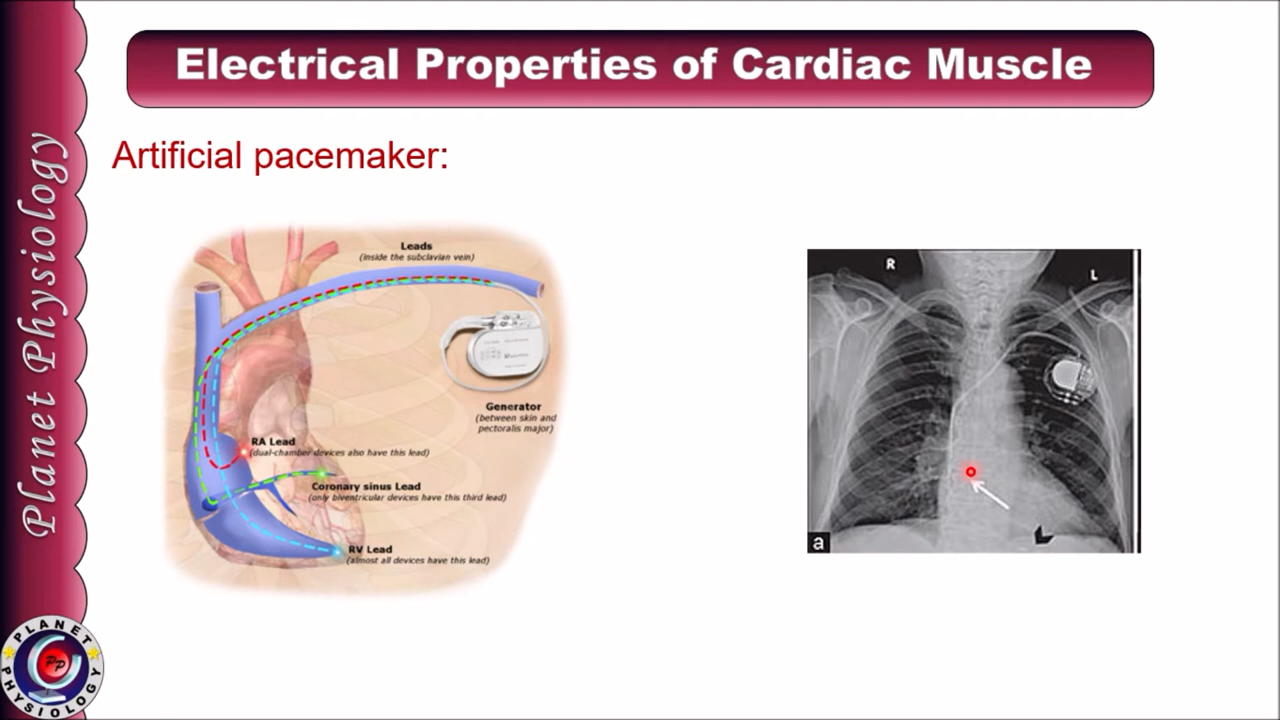 Electrical Properties of Cardiac Muscle
Planet Physiology
Artificial pacemaker:
Leads
(inside the subclavian vein)
Generator
(between skin and
pectoralis major)
RA Lead
(dual-chamber devices also have this lead)
Coronary sinus Lead
(only biventricular devices have this third lead)
RV Lead
(almost all devices have this lead)
R
L
a
PLANET
PP
PHYSIOLOGY